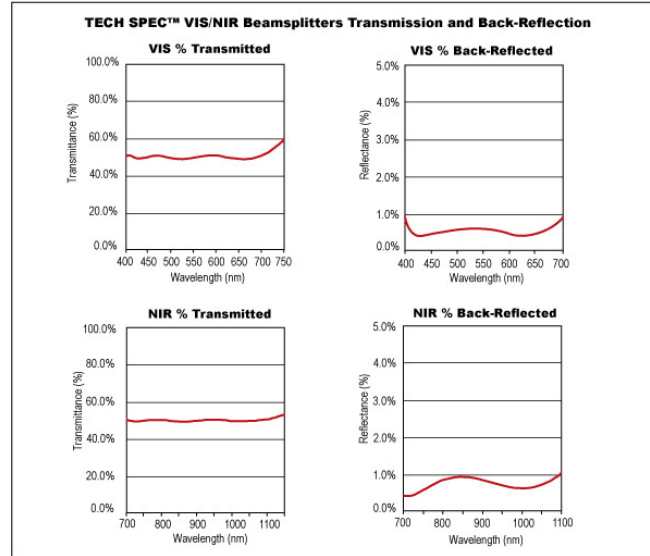 TECH SPEC™ VIS/NIR Beamsplitters Transmission and Back-Reflection
VIS % Transmitted
100.0%
80.0%
60.0%
40.0%
20.0%
0.0%
Transmittance (%)
400 450 500 550 600 650 700 750
Wavelength (nm)
VIS % Back-Reflected
5.0%
4.0%
3.0%
2.0%
1.0%
0.0%
Reflectance (%)
400 450 500 550 600 650 700
Wavelength (nm)
NIR % Transmitted
100.0%
80.0%
60.0%
40.0%
20.0%
0.0%
Transmittance (%)
700 800 900 1000 1100
Wavelength (nm)
NIR % Back-Reflected
5.0%
4.0%
3.0%
2.0%
1.0%
0.0%
Reflectance (%)
700 800 900 1000 1100
Wavelength (nm)